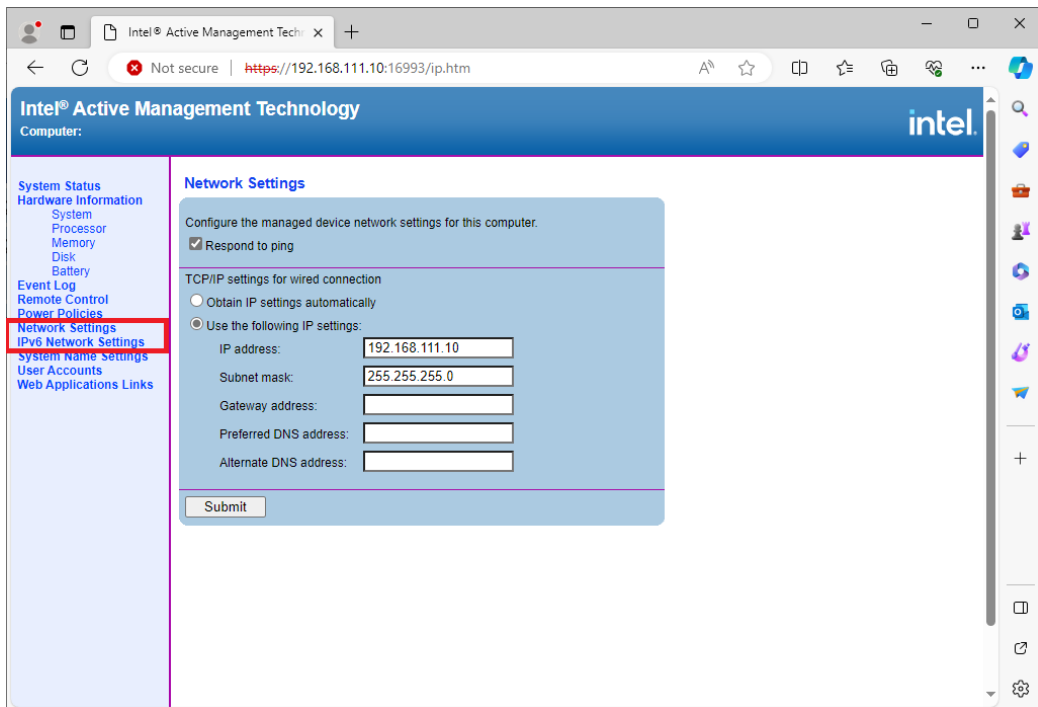 Intel® Active Management Techr
Not secure | https://192.168.111.10:16993/ip.htm
Intel® Active Management Technology
Computer:
intel.
System Status
Hardware Information
System
Processor
Memory
Disk
Battery
Event Log
Remote Control
Power Policies
Network Settings
IPv6 Network Settings
System Name Settings
User Accounts
Web Applications Links
Network Settings
Configure the managed device network settings for this computer.
Respond to ping
TCP/IP settings for wired connection
Obtain IP settings automatically
Use the following IP settings:
IP address: 192.168.111.10
Subnet mask: 255.255.255.0
Gateway address:
Preferred DNS address:
Alternate DNS address:
Submit